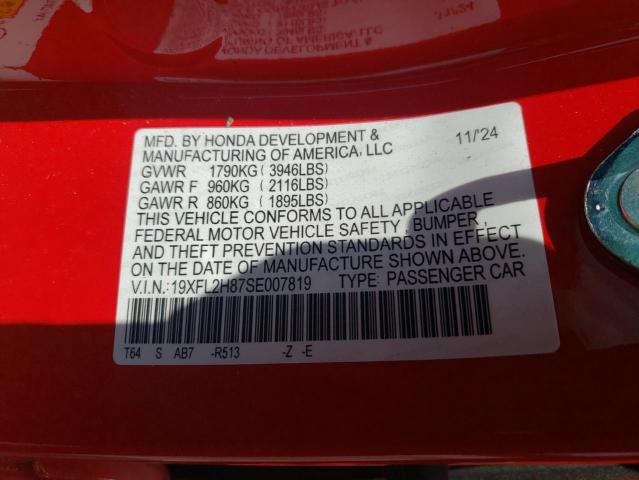 MFD. BY HONDA DEVELOPMENT & 11/'24
MANUFACTURING OF AMERICA, LLC
GVWR 1790KG (3946LBS)
GAWR F 960KG (2116LBS)
GAWR R 860KG (1895LBS)
THIS VEHICLE CONFORMS TO ALL APPLICABLE
FEDERAL MOTOR VEHICLE SAFETY, BUMPER,
AND THEFT PREVENTION STANDARDS IN EFFECT
ON THE DATE OF MANUFACTURE SHOWN ABOVE.
V.I.N.:19XFL2H87SE007819 TYPE: PASSENGER CAR
T64 S AB7 -R513 -Z -E